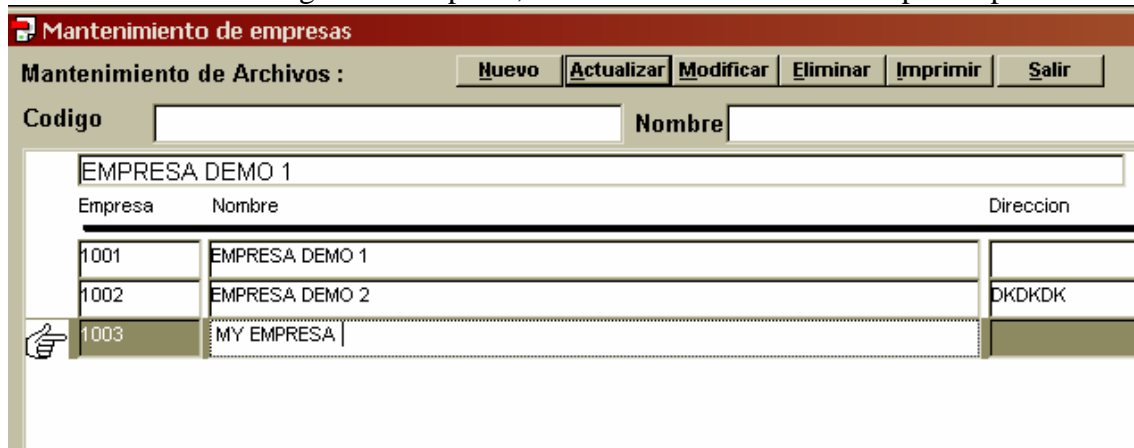 Mantenimiento de empresas
Mantenimiento de Archivos : Nuevo Actualizar Modificar Eliminar Imprimir Salir
Codigo Nombre
EMPRESA DEMO 1
Empresa Nombre Direccion
1001 EMPRESA DEMO 1
1002 EMPRESA DEMO 2 DKDKDK
1003 MY EMPRESA